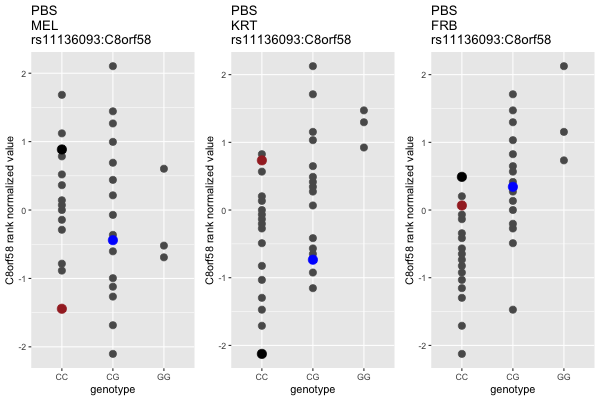 PBS
MEL
rs11136093:C8orf58
C8orf58 rank normalized value
2
1
0
-1
-2
CC
CG
GG
genotype
PBS
KRT
rs11136093:C8orf58
C8orf58 rank normalized value
2
1
0
-1
-2
CC
CG
GG
genotype
PBS
FRB
rs11136093:C8orf58
C8orf58 rank normalized value
2
1
0
-1
-2
CC
CG
GG
genotype